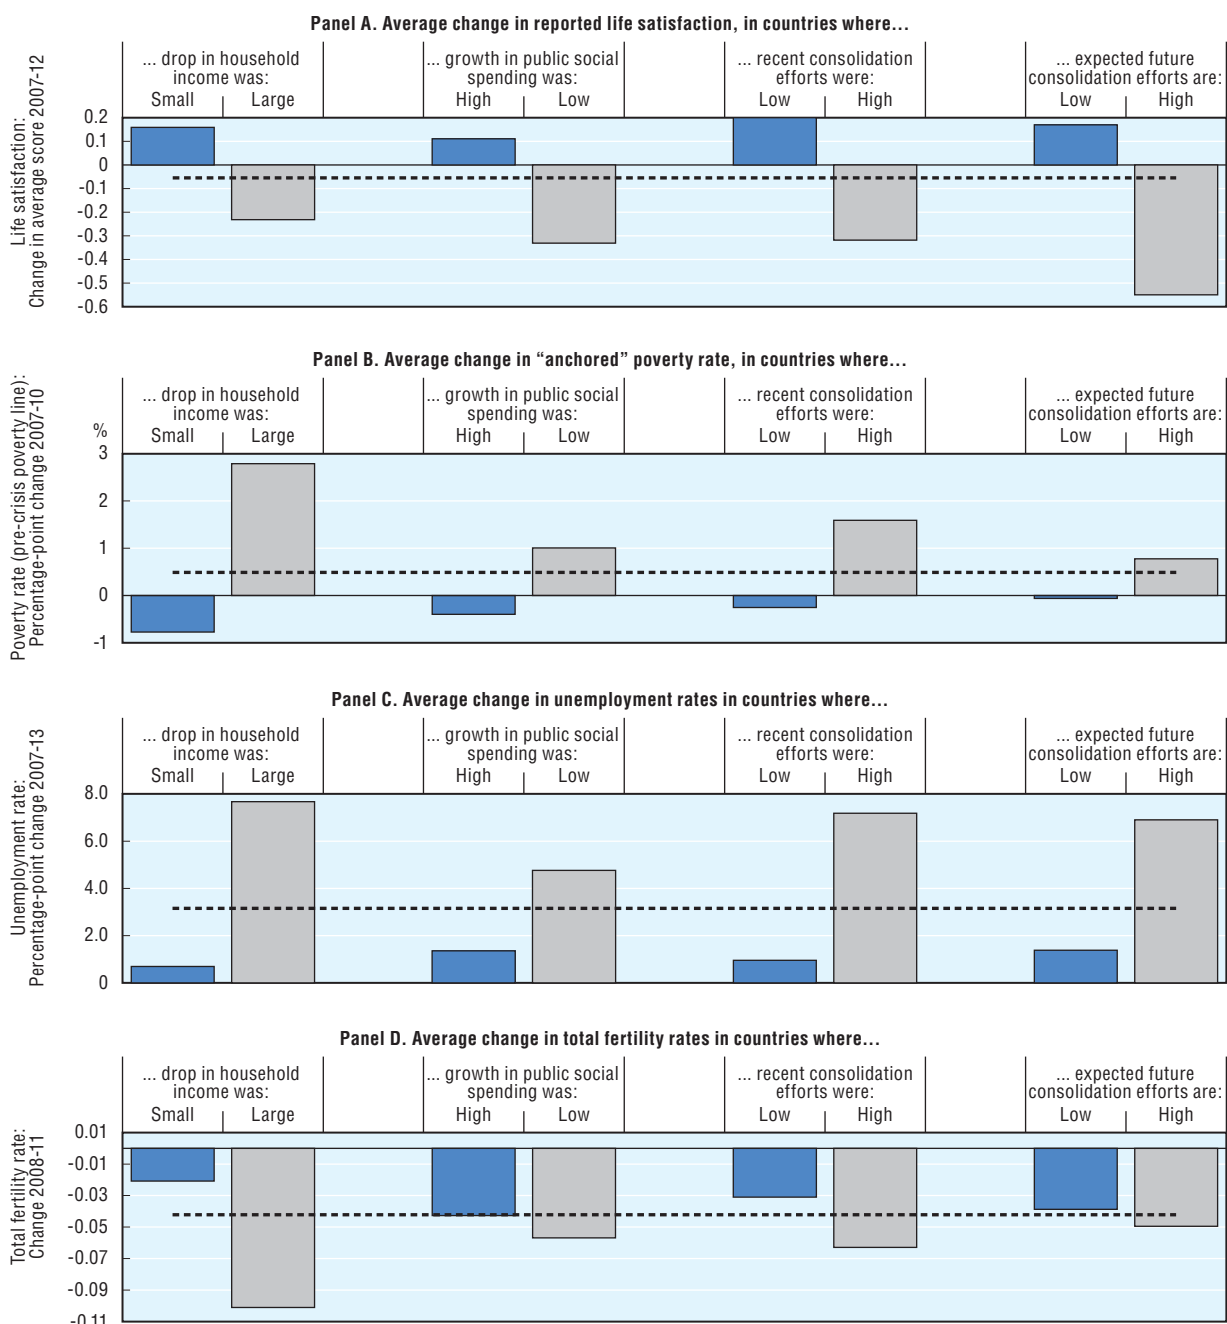 Panel A. Average change in reported life satisfaction, in countries where…
Life satisfaction:
Change in average score 2007-12
... drop in household
income was:
Small
Large
... growth in public social
spending was:
High
Low
... recent consolidation
efforts were:
Low
High
... expected future
consolidation efforts are:
Low
High
0.2
0.1
0
-0.1
-0.2
-0.3
-0.4
-0.5
-0.6
Panel B. Average change in “anchored” poverty rate, in countries where…
Poverty rate (pre-crisis poverty line):
Percentage-point change 2007-10
... drop in household
income was:
Small
Large
... growth in public social
spending was:
High
Low
... recent consolidation
efforts were:
Low
High
... expected future
consolidation efforts are
Low
High
%
3
2
1
0
-1
Panel C. Average change in unemployment rates in countries where…
Unemployment rate:
Percentage-point change 2007-13
... drop in household
income was:
Small
Large
... growth in public social
spending was:
High
Low
... recent consolidation
efforts were:
Low
High
... expected future
consolidation efforts are:
Low
High
8.0
6.0
4.0
2.0
0
Panel D. Average change in total fertility rates in countries where…
Total fertility rate:
Change 2008-11
... drop in household
income was:
Small
Large
... growth in public social
spending was:
High
Low
... recent consolidation
efforts were:
Low
High
... expected future
consolidation efforts are:
Low
High
0.01
-0.01
-0.03
-0.05
-0.07
-0.09
-0.11